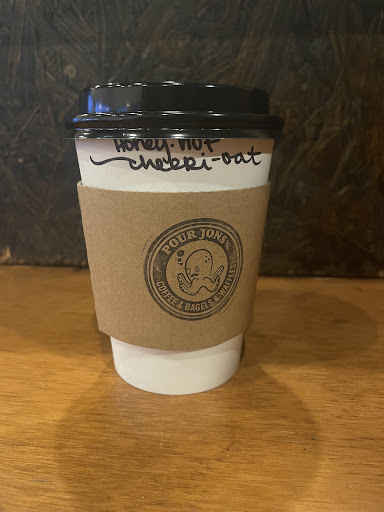 Honey-nut
cheeri-oat
POUR JONS
COFFEE & BAGELS & WAFFLES